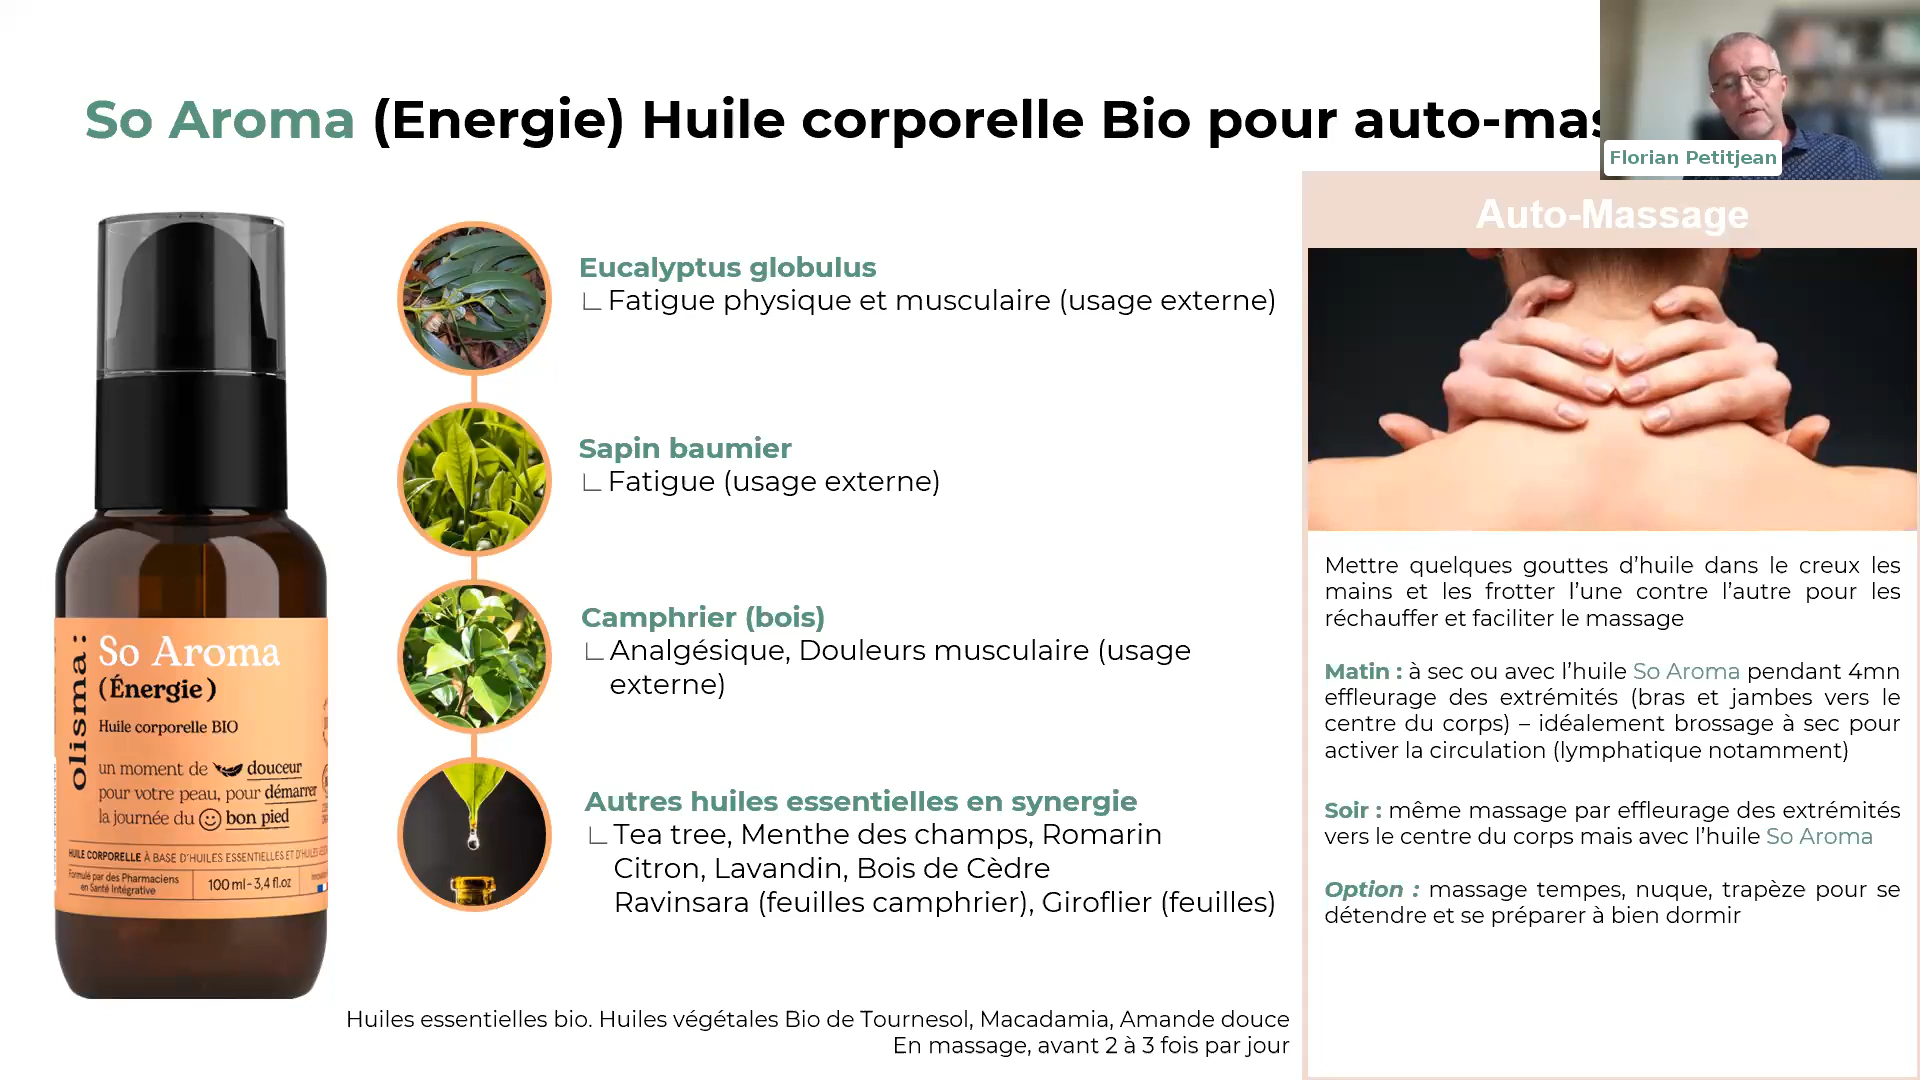 So Aroma (Energie) Huile corporelle Bio pour auto-mas
Florian Petitjean
Auto-Massage
Eucalyptus globulus
Fatigue physique et musculaire (usage externe)
Sapin baumier
Fatigue (usage externe)
Camphrier (bois)
Analgésique, Douleurs musculaire (usage
externe)
Autres huiles essentielles en synergie
Tea tree, Menthe des champs, Romarin
Citron, Lavandin, Bois de Cèdre
Ravinsara (feuilles camphrier), Giroflier (feuilles)
Huiles essentielles bio. Huiles végétales Bio de Tournesol, Macadamia, Amande douce
En massage, avant 2 à 3 fois par jour
olisma:
So Aroma
(Énergie)
Huile corporelle BIO
un moment de douceur
pour votre peau, pour démarrer
la journée du bon pied
HUILE CORPORELLE À BASE D'HUILES ESSENTIELLES ET D'HUILES
Formulé par des Pharmaciens
en Santé Intégrative
100 ml - 3,4 fl.oz
Mettre quelques gouttes d'huile dans le creux les
mains et les frotter l'une contre l'autre pour les
réchauffer et faciliter le massage
Matin : à sec ou avec l'huile So Aroma pendant 4mn
effleurage des extrémités (bras et jambes vers le
centre du corps) – idéalement brossage à sec pour
activer la circulation (lymphatique notamment)
Soir : même massage par effleurage des extrémités
vers le centre du corps mais avec l'huile So Aroma
Option : massage tempes, nuque, trapèze pour se
détendre et se préparer à bien dormir